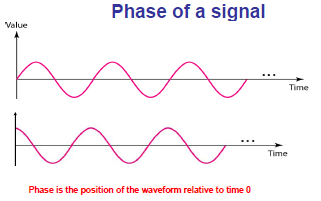 Phase of a signal
Value
...
Time
...
Time
Phase is the position of the waveform relative to time 0